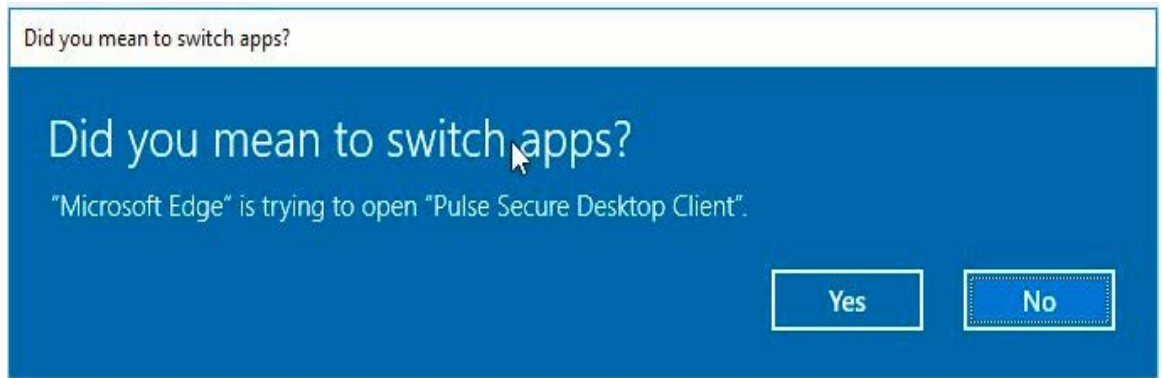 Did you mean to switch apps?
Did you mean to switch apps?
"Microsoft Edge" is trying to open "Pulse Secure Desktop Client".
Yes No